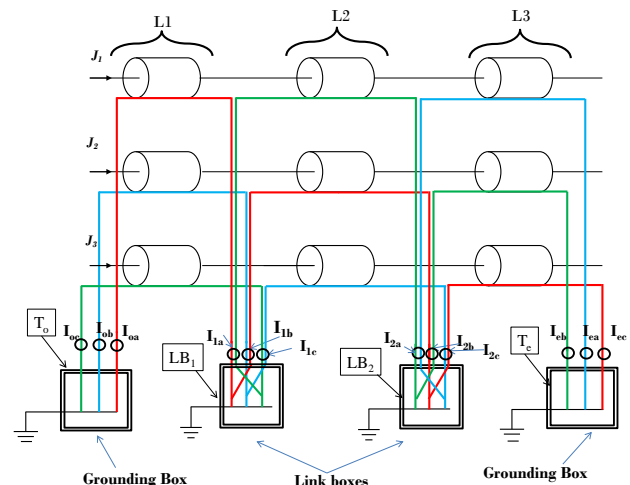 L1 L2 L3
J1
J2
J3
To Ioc Iob Ioa
I1a I1b I1c
LB1
I2a I2b I2c
LB2
Te Ieb Iea Iec
Grounding Box Link boxes Grounding Box